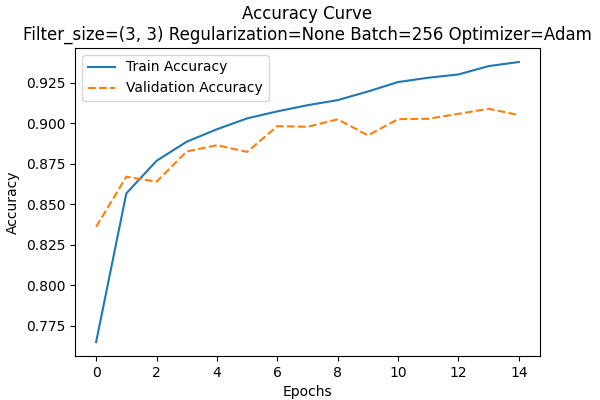 Accuracy Curve
Filter_size=(3, 3) Regularization=None Batch=256 Optimizer=Adam
Train Accuracy
Validation Accuracy
0.925
0.900
0.875
0.850
0.825
0.800
0.775
Accuracy
0 2 4 6 8 10 12 14
Epochs